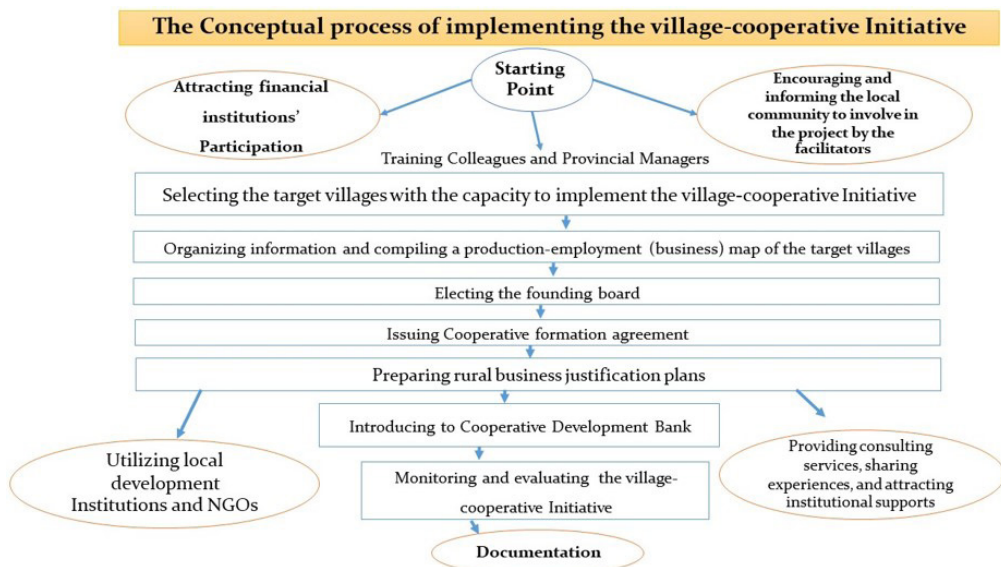 The Conceptual process of implementing the village-cooperative Initiative
Starting
Point
Attracting financial
institutions’
Participation
Encouraging and
informing the local
community to involve in
the project by the
facilitators
Training Colleagues and Provincial Managers
Selecting the target villages with the capacity to implement the village-cooperative Initiative
Organizing information and compiling a production-employment (business) map of the target villages
Electing the founding board
Issuing Cooperative formation agreement
Preparing rural business justification plans
Introducing to Cooperative Development Bank
Utilizing local
development
Institutions and NGOs
Providing consulting
services, sharing
experiences, and attracting
institutional supports
Monitoring and evaluating the village-
cooperative Initiative
Documentation